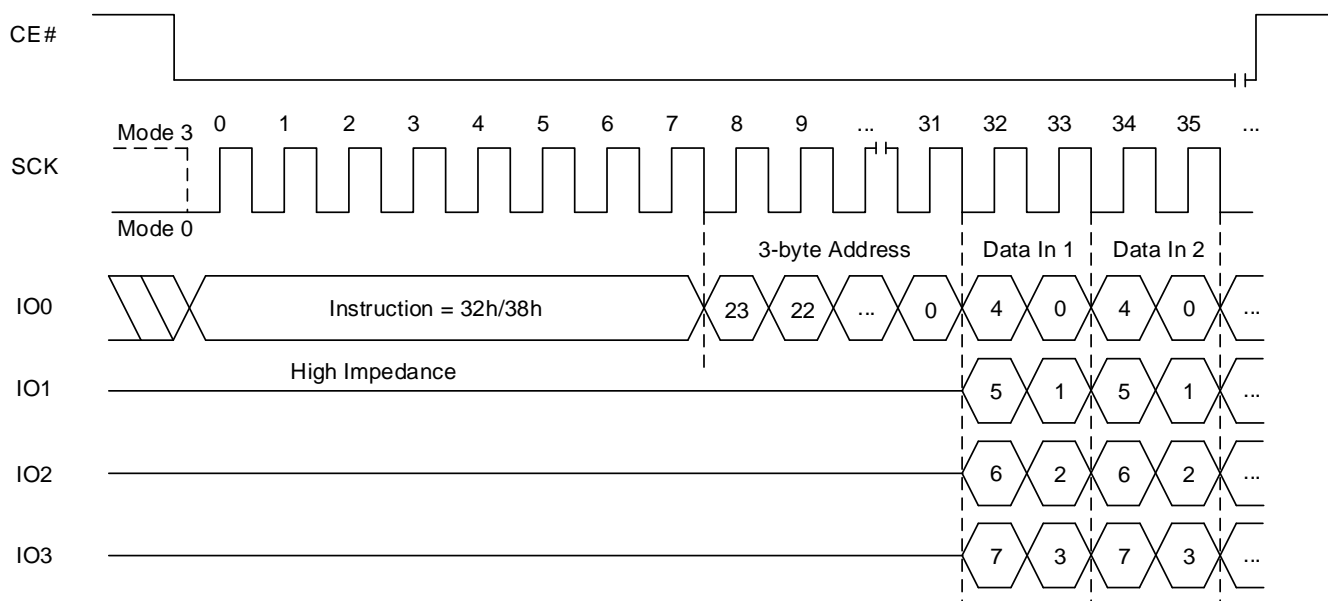 CE#
0 1 2 3 4 5 6 7 8 9 ... 31 32 33 34 35 ...
Mode 3
SCK
Mode 0
3-byte Address Data In 1 Data In 2
IO0 Instruction = 32h/38h 23 22 ... 0 4 0 4 0 ...
High Impedance
IO1 5 1 5 1 ...
IO2 6 2 6 2 ...
IO3 7 3 7 3 ...